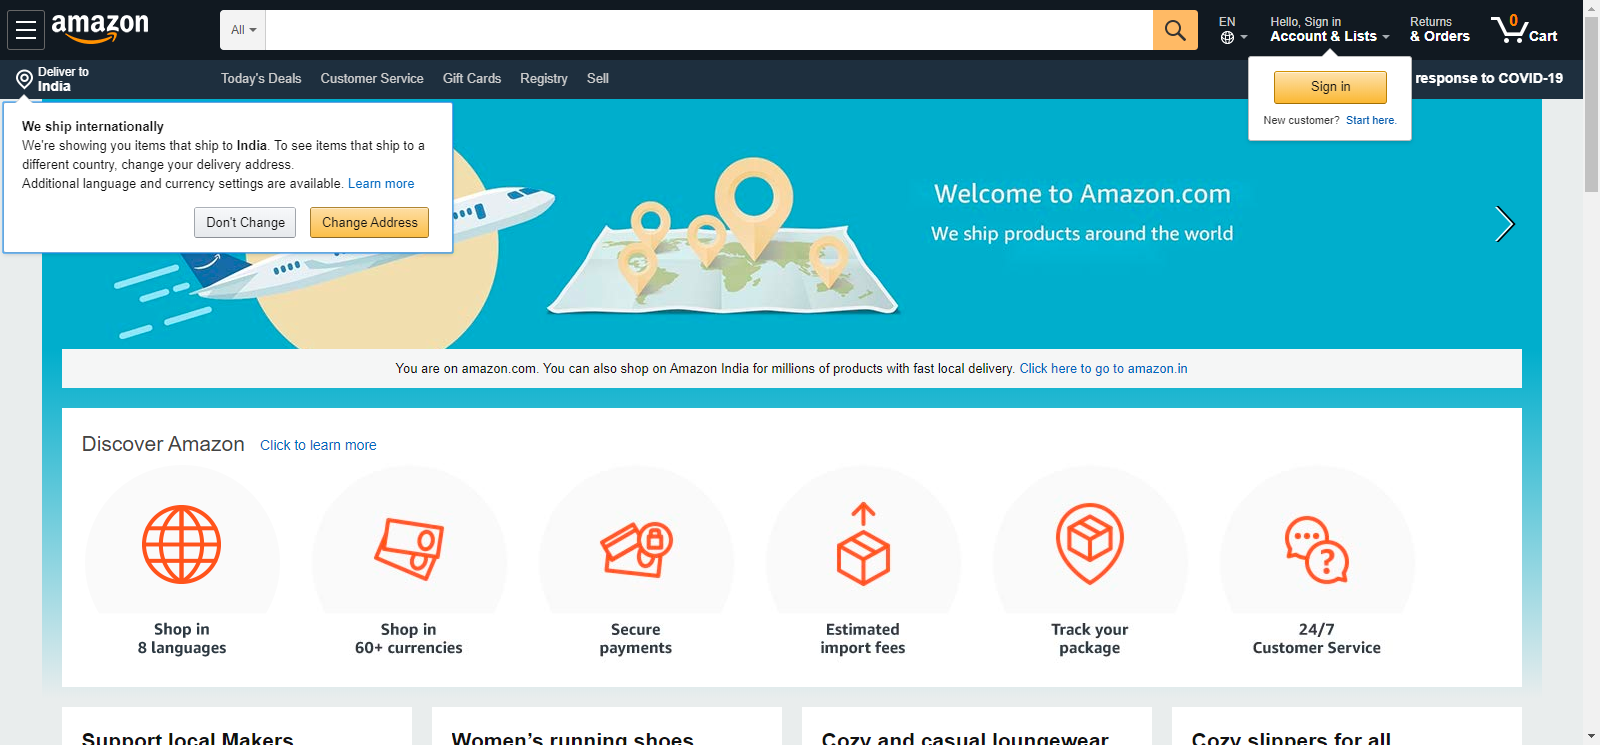 amazon
All
EN
Hello, Sign in
Account & Lists
Returns
& Orders
0
Cart
Deliver to
India
Today's Deals
Customer Service
Gift Cards
Registry
Sell
response to COVID-19
Sign in
New customer? Start here.
We ship internationally
We're showing you items that ship to India. To see items that ship to a
different country, change your delivery address.
Additional language and currency settings are available. Learn more
Don't Change
Change Address
Welcome to Amazon.com
We ship products around the world
You are on amazon.com. You can also shop on Amazon India for millions of products with fast local delivery. Click here to go to amazon.in
Discover Amazon
Click to learn more
Shop in
8 languages
Shop in
60+ currencies
Secure
payments
Estimated
import fees
Track your
package
24/7
Customer Service
Support local Makers
Women's running shoes
Cozy and casual loungewear
Cozy slippers for all